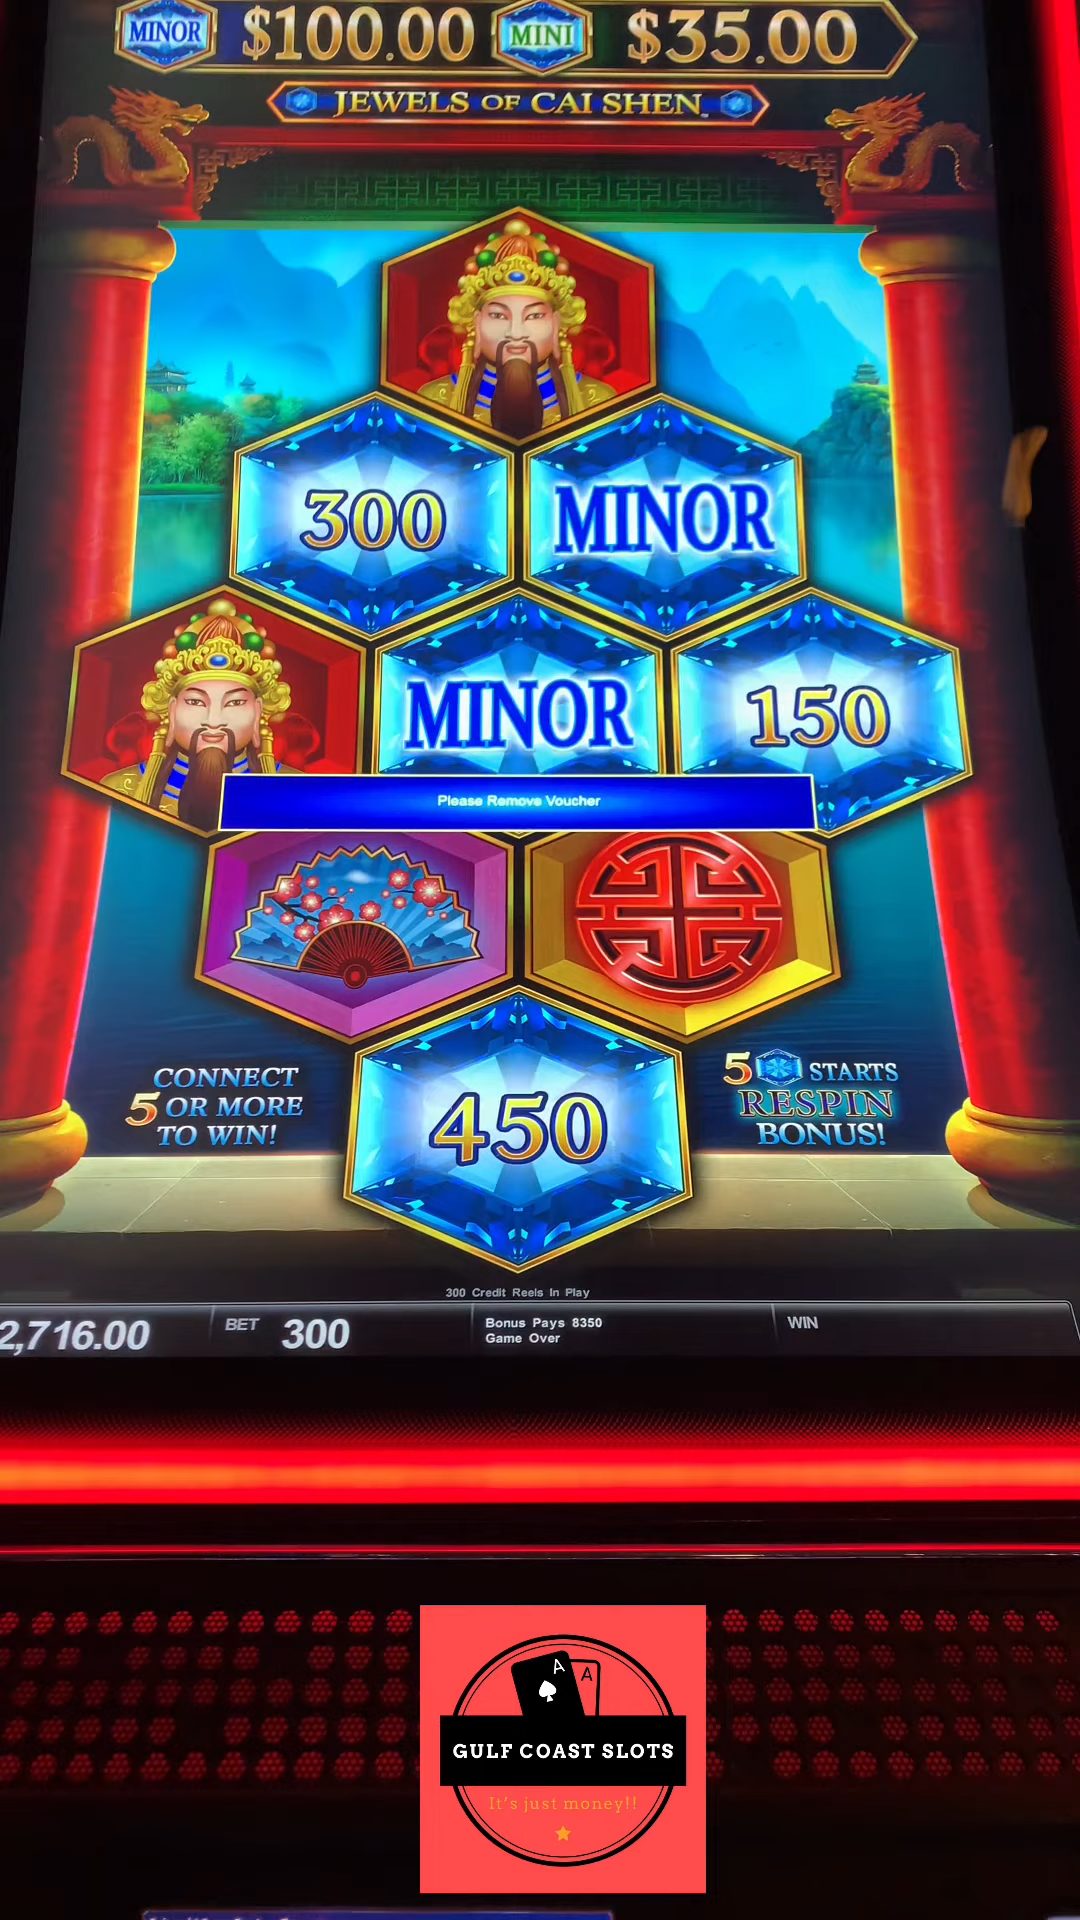 MINOR $100.00 MINI $35.00
JEWELS OF CAI SHEN
300 MINOR
MINOR 150
Please Remove Voucher
CONNECT
5 OR MORE
TO WIN!
450
5 STARTS
RESPIN
BONUS!
300 Credit Reels In Play
2,716.00 BET 300 Bonus Pays 8350 WIN
Game Over
A A
GULF COAST SLOTS
It's just money!!